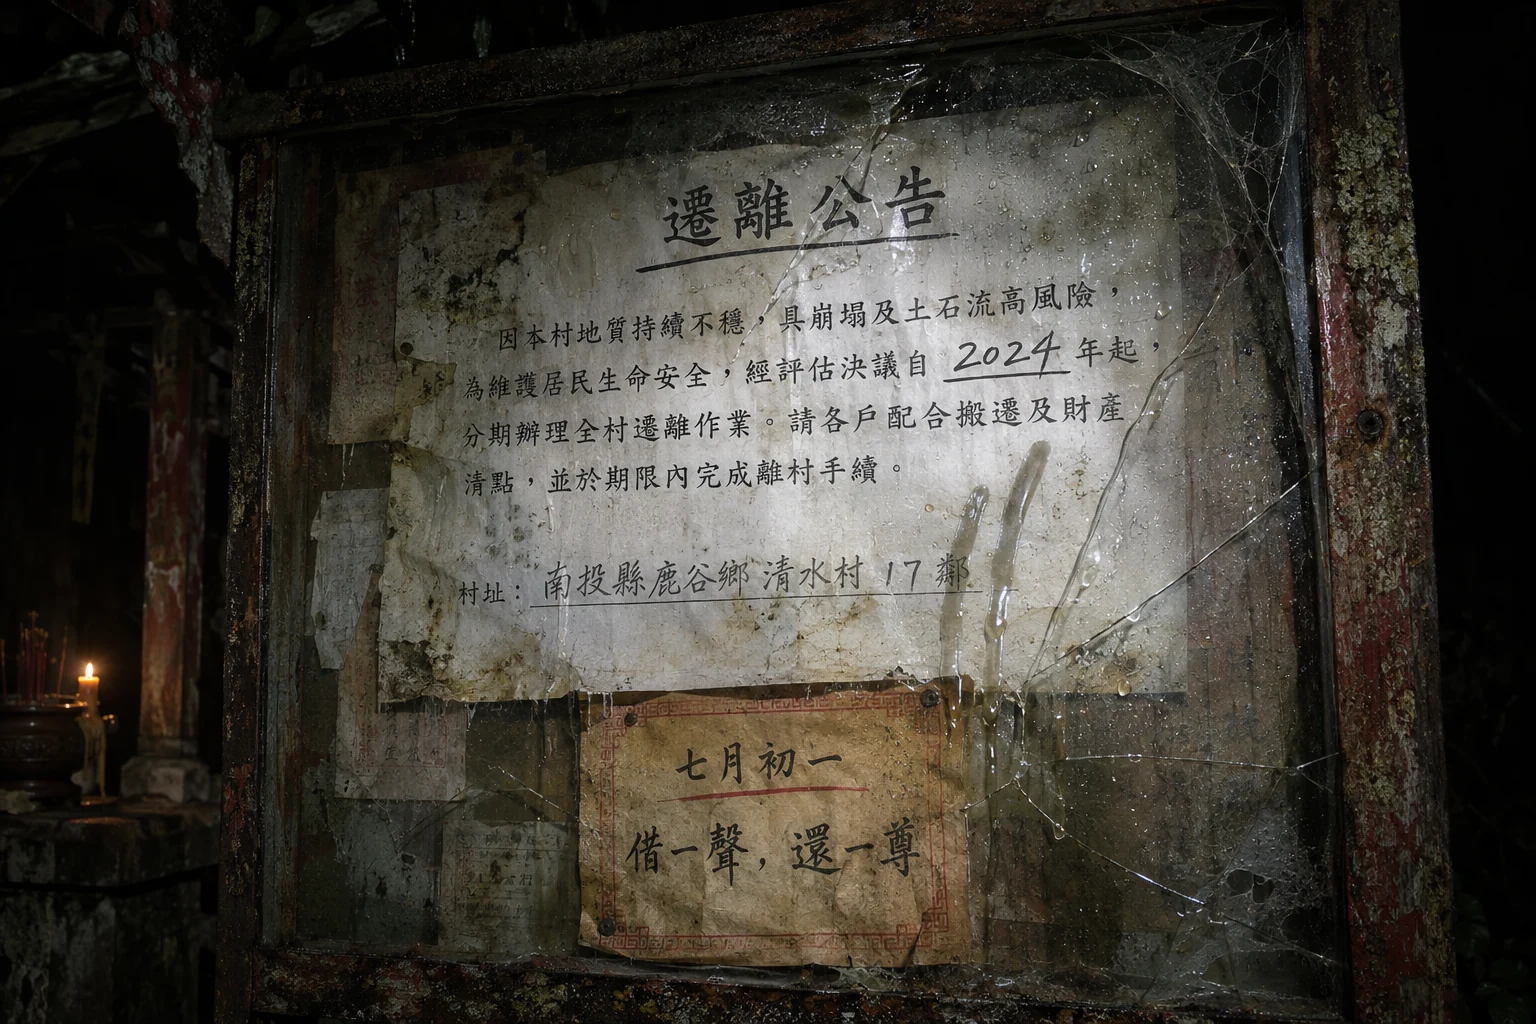 遷離公告
因本村地質持續不穩，具崩塌及土石流高風險，
為維護居民生命安全，經評估決議自 2024 年起，
分期辦理全村遷離作業。請各戶配合搬遷及財產
清點，並於期限內完成離村手續。
村址：南投縣鹿谷鄉 清水村 17 鄰
七月初一
借一聲，還一尊